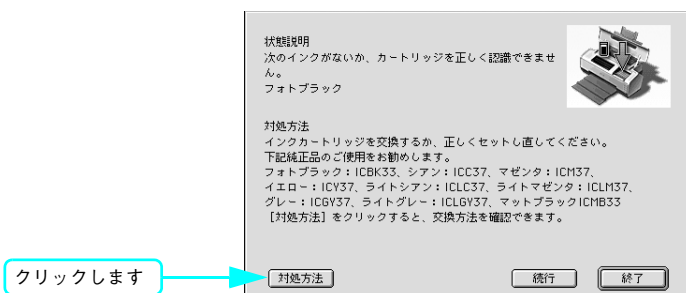 状態説明
次のインクがないか、カートリッジを正しく認識できませ
ん。
フォトブラック
対処方法
インクカートリッジを交換するか、正しくセットし直してください。
下記純正品のご使用をお勧めします。
フォトブラック：ICBK33、シアン：ICC37、マゼンタ：ICM37、
イエロー：ICY37、ライトシアン：ICLC37、ライトマゼンタ：ICLM37、
グレー：ICGY37、ライトグレー：ICLGY37、マットブラックICMB33
［対処方法］をクリックすると、交換方法を確認できます。
クリックします
対処方法 続行 終了